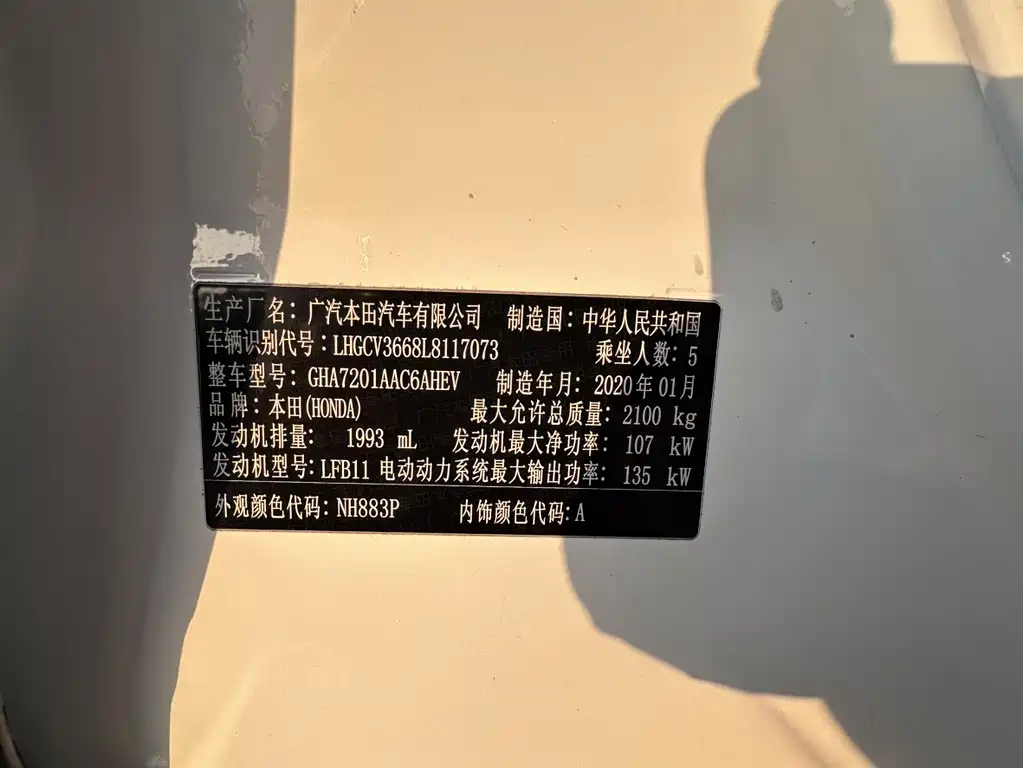 生产厂名：广汽本田汽车有限公司 制造国：中华人民共和国
车辆识别代号：LHGCV3668L8117073 乘坐人数：5
整车型号：GHA7201AAC6AHEV 制造年月：2020年01月
品牌：本田(HONDA) 最大允许总质量：2100 kg
发动机排量： 1993 mL 发动机最大净功率： 107 kW
发动机型号：LFB11 电动动力系统最大输出功率： 135 kW
外观颜色代码：NH883P 内饰颜色代码：A